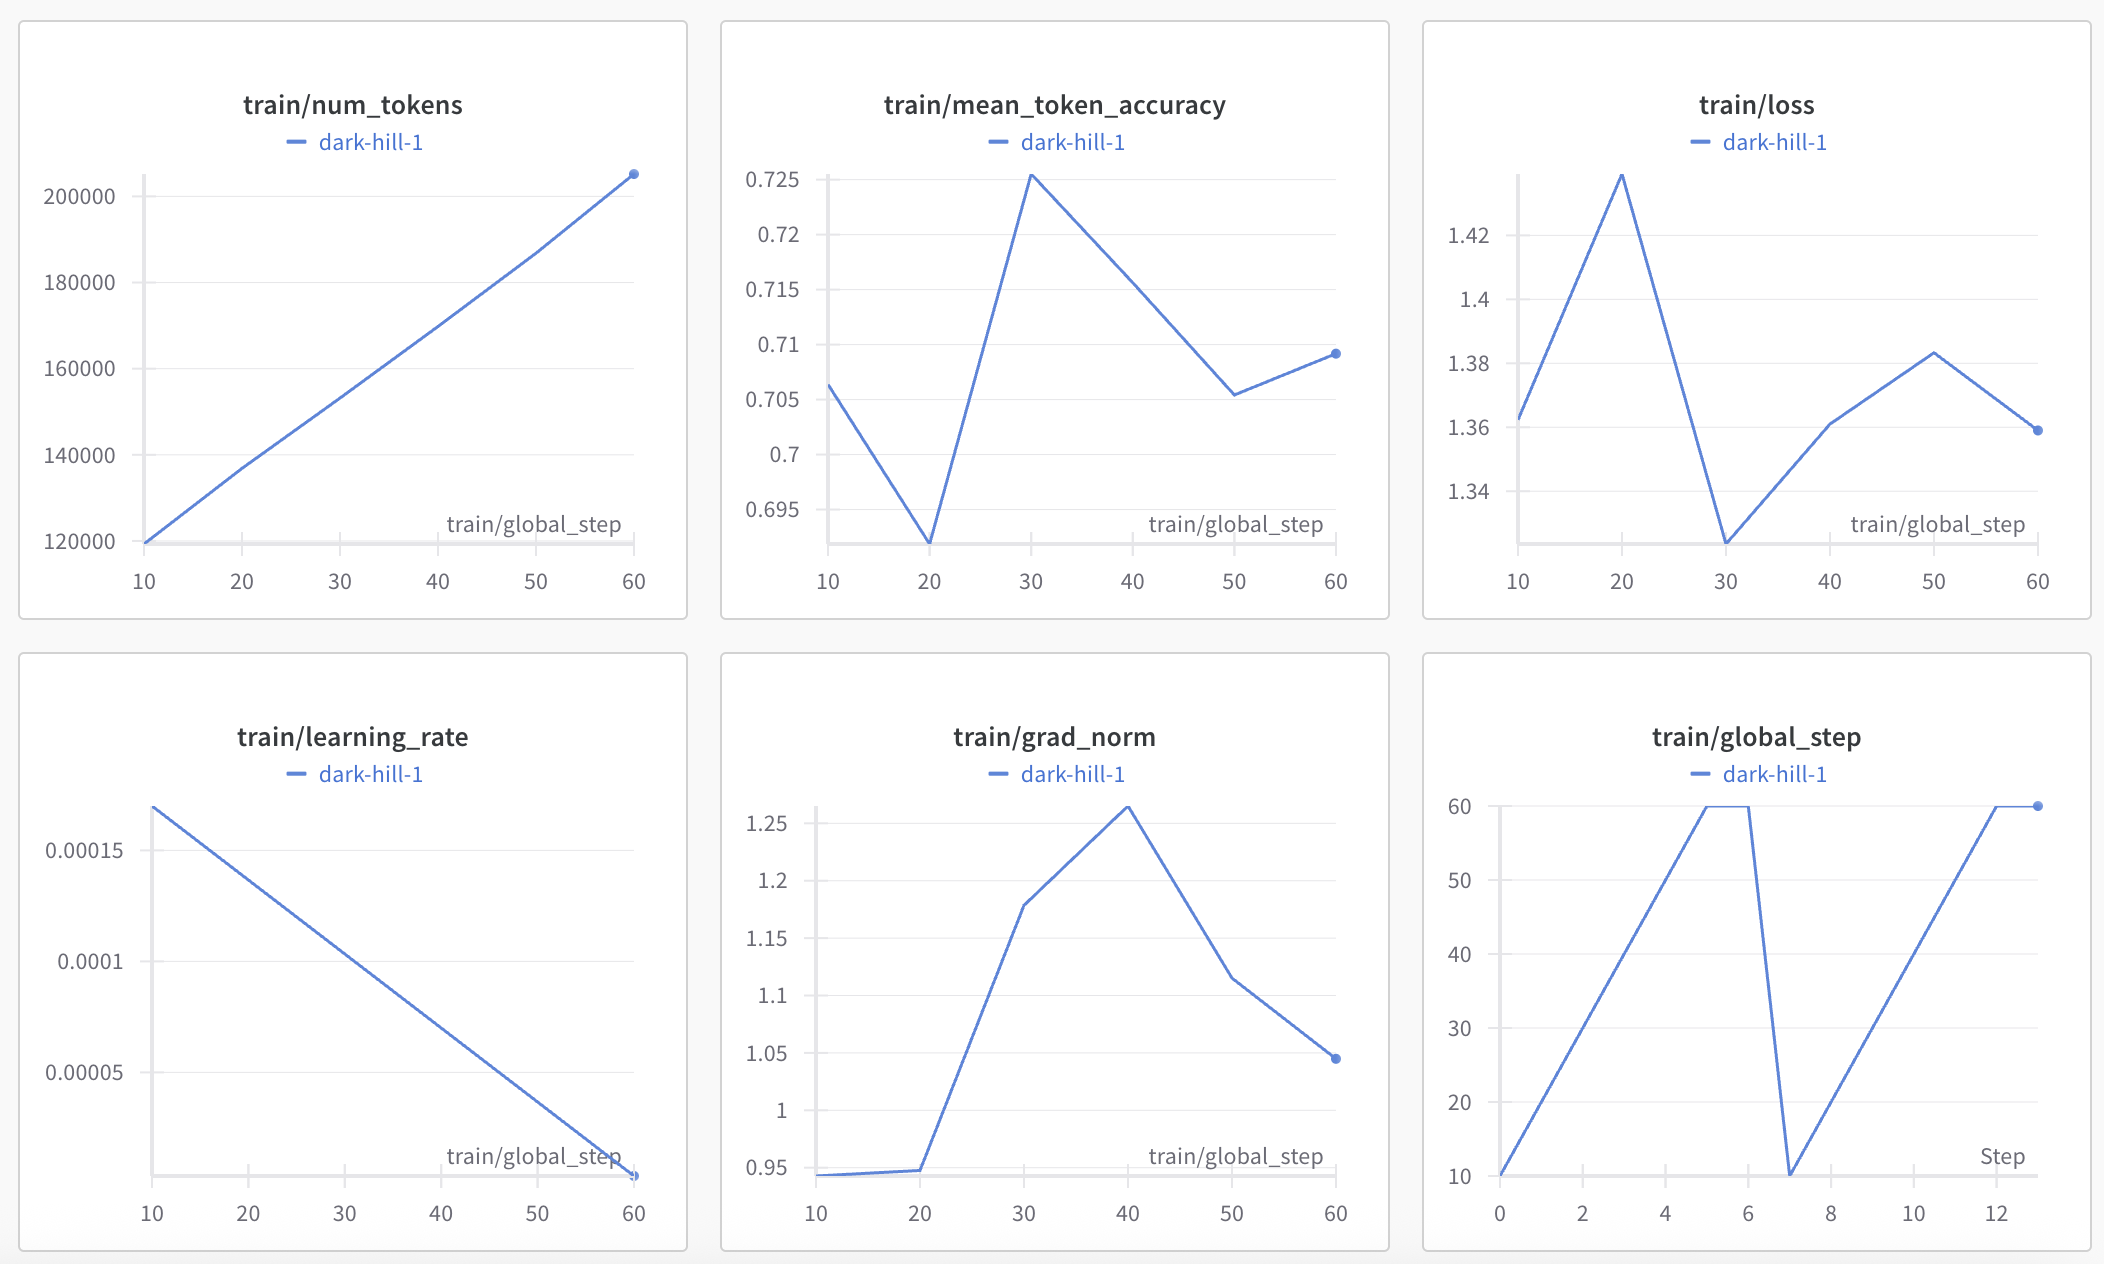 train/num_tokens
dark-hill-1
200000
180000
160000
140000
120000
train/global_step
10 20 30 40 50 60
train/mean_token_accuracy
dark-hill-1
0.725
0.72
0.715
0.71
0.705
0.7
0.695
train/global_step
10 20 30 40 50 60
train/loss
dark-hill-1
1.42
1.4
1.38
1.36
1.34
train/global_step
10 20 30 40 50 60
train/learning_rate
dark-hill-1
0.00015
0.0001
0.00005
train/global_step
10 20 30 40 50 60
train/grad_norm
dark-hill-1
1.25
1.2
1.15
1.1
1.05
1
0.95
train/global_step
10 20 30 40 50 60
train/global_step
dark-hill-1
60
50
40
30
20
10
Step
0 2 4 6 8 10 12